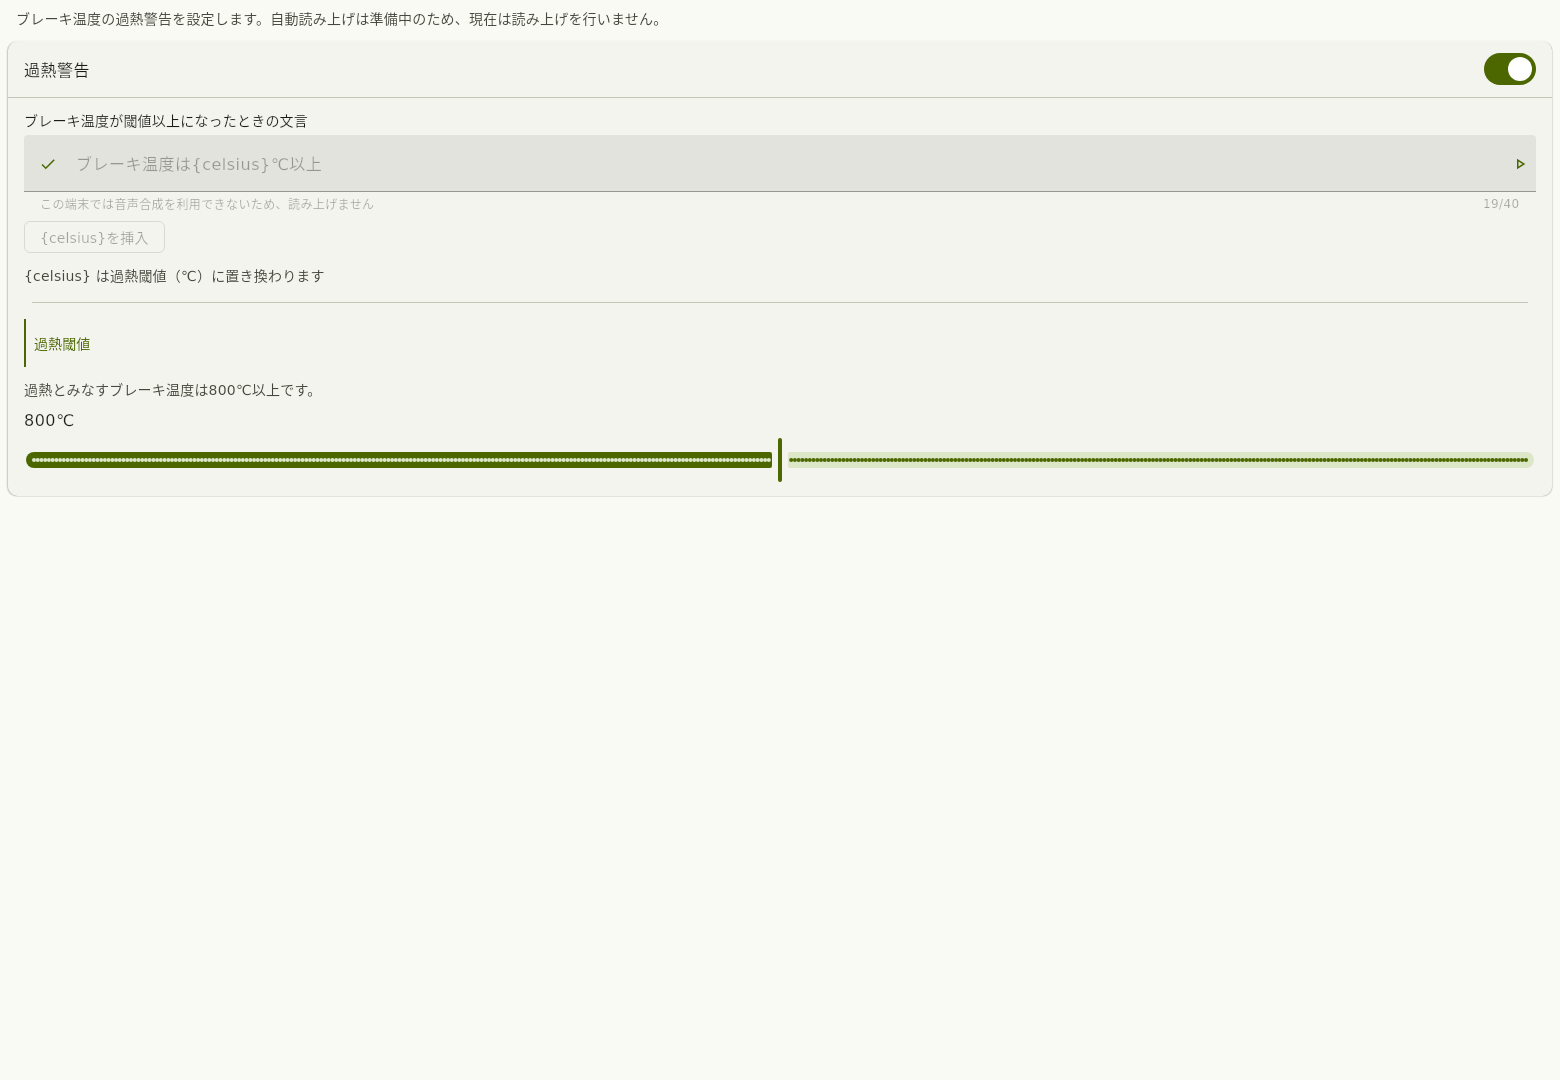 ブレーキ温度の過熱警告を設定します。自動読み上げは準備中のため、現在は読み上げを行いません。
過熱警告
ブレーキ温度が閾値以上になったときの文言
ブレーキ温度は{celsius}℃以上
この端末では音声合成を利用できないため、読み上げません
19/40
{celsius}を挿入
{celsius} は過熱閾値（℃）に置き換わります
過熱閾値
過熱とみなすブレーキ温度は800℃以上です。
800℃